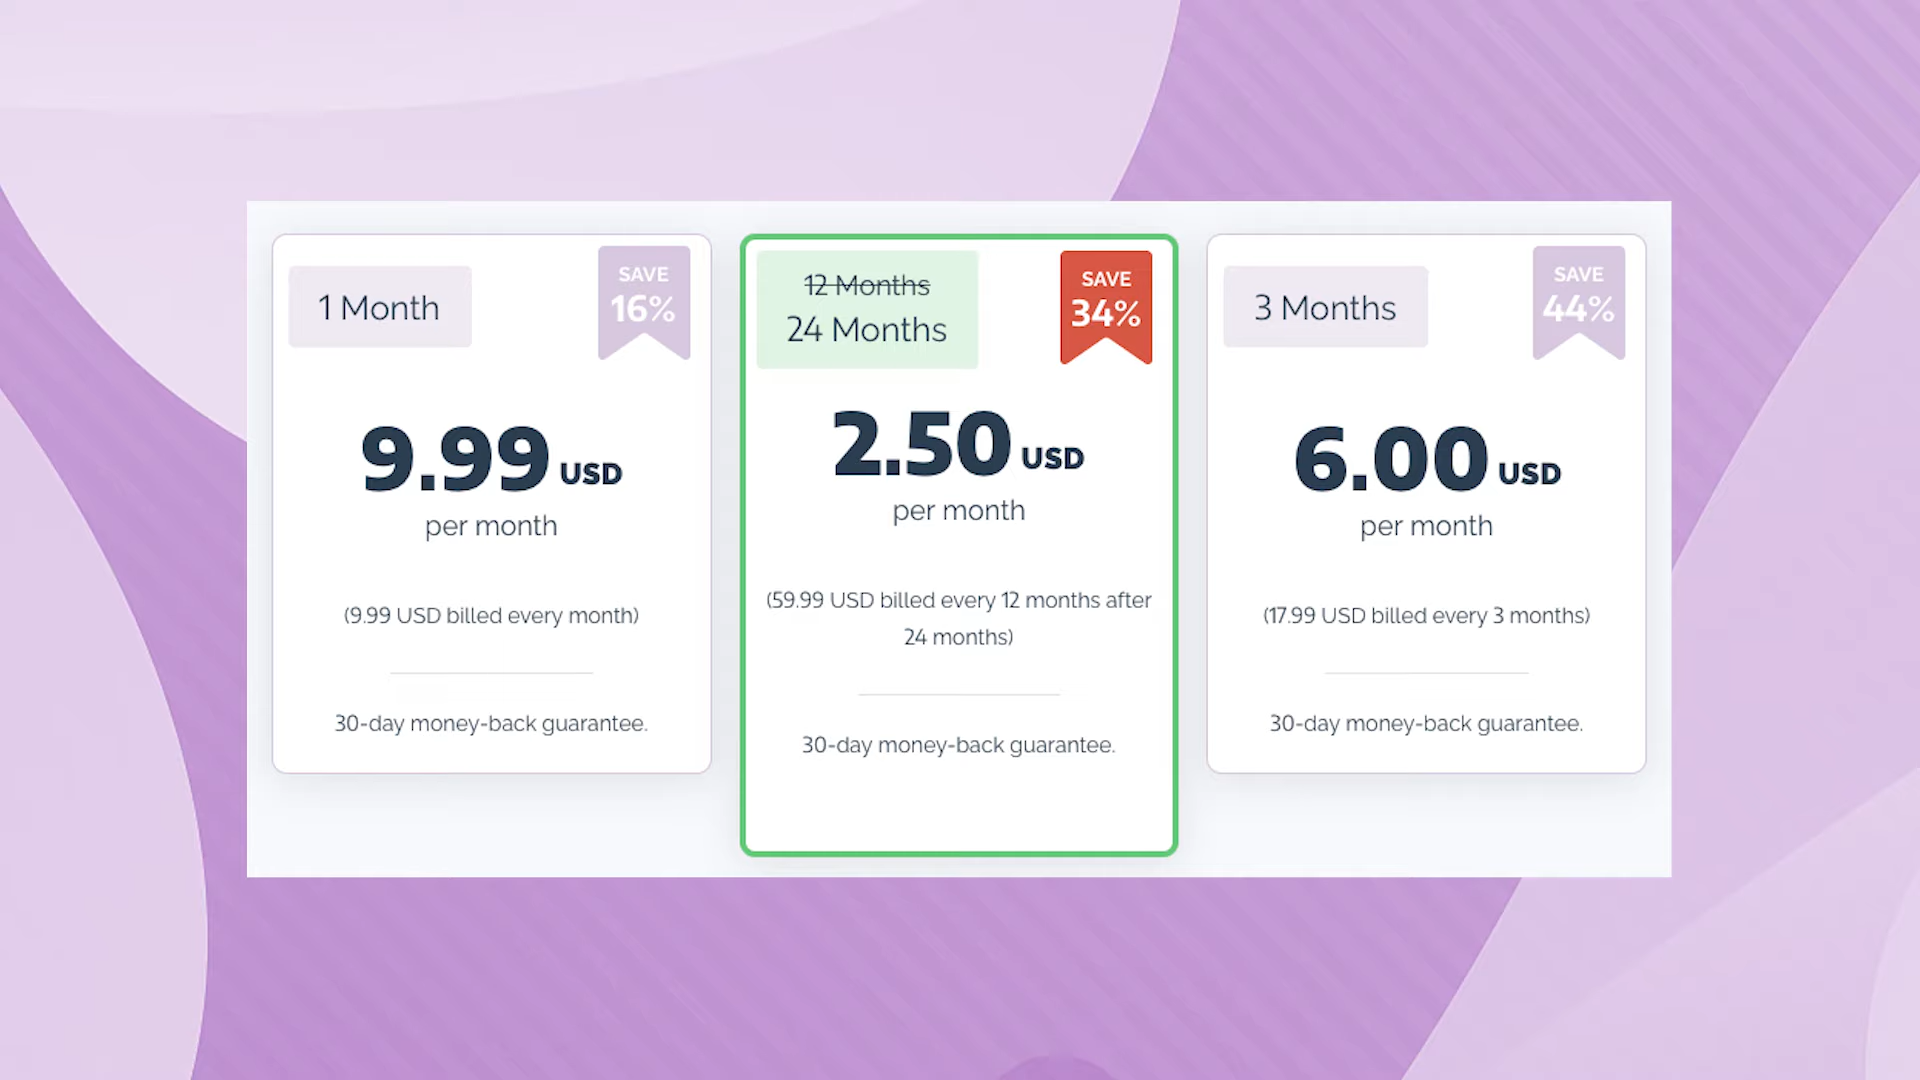 1 Month
SAVE
16%
9.99 USD
per month
(9.99 USD billed every month)
30-day money-back guarantee.
12 Months
24 Months
SAVE
34%
2.50 USD
per month
(59.99 USD billed every 12 months after
24 months)
30-day money-back guarantee.
3 Months
SAVE
44%
6.00 USD
per month
(17.99 USD billed every 3 months)
30-day money-back guarantee.